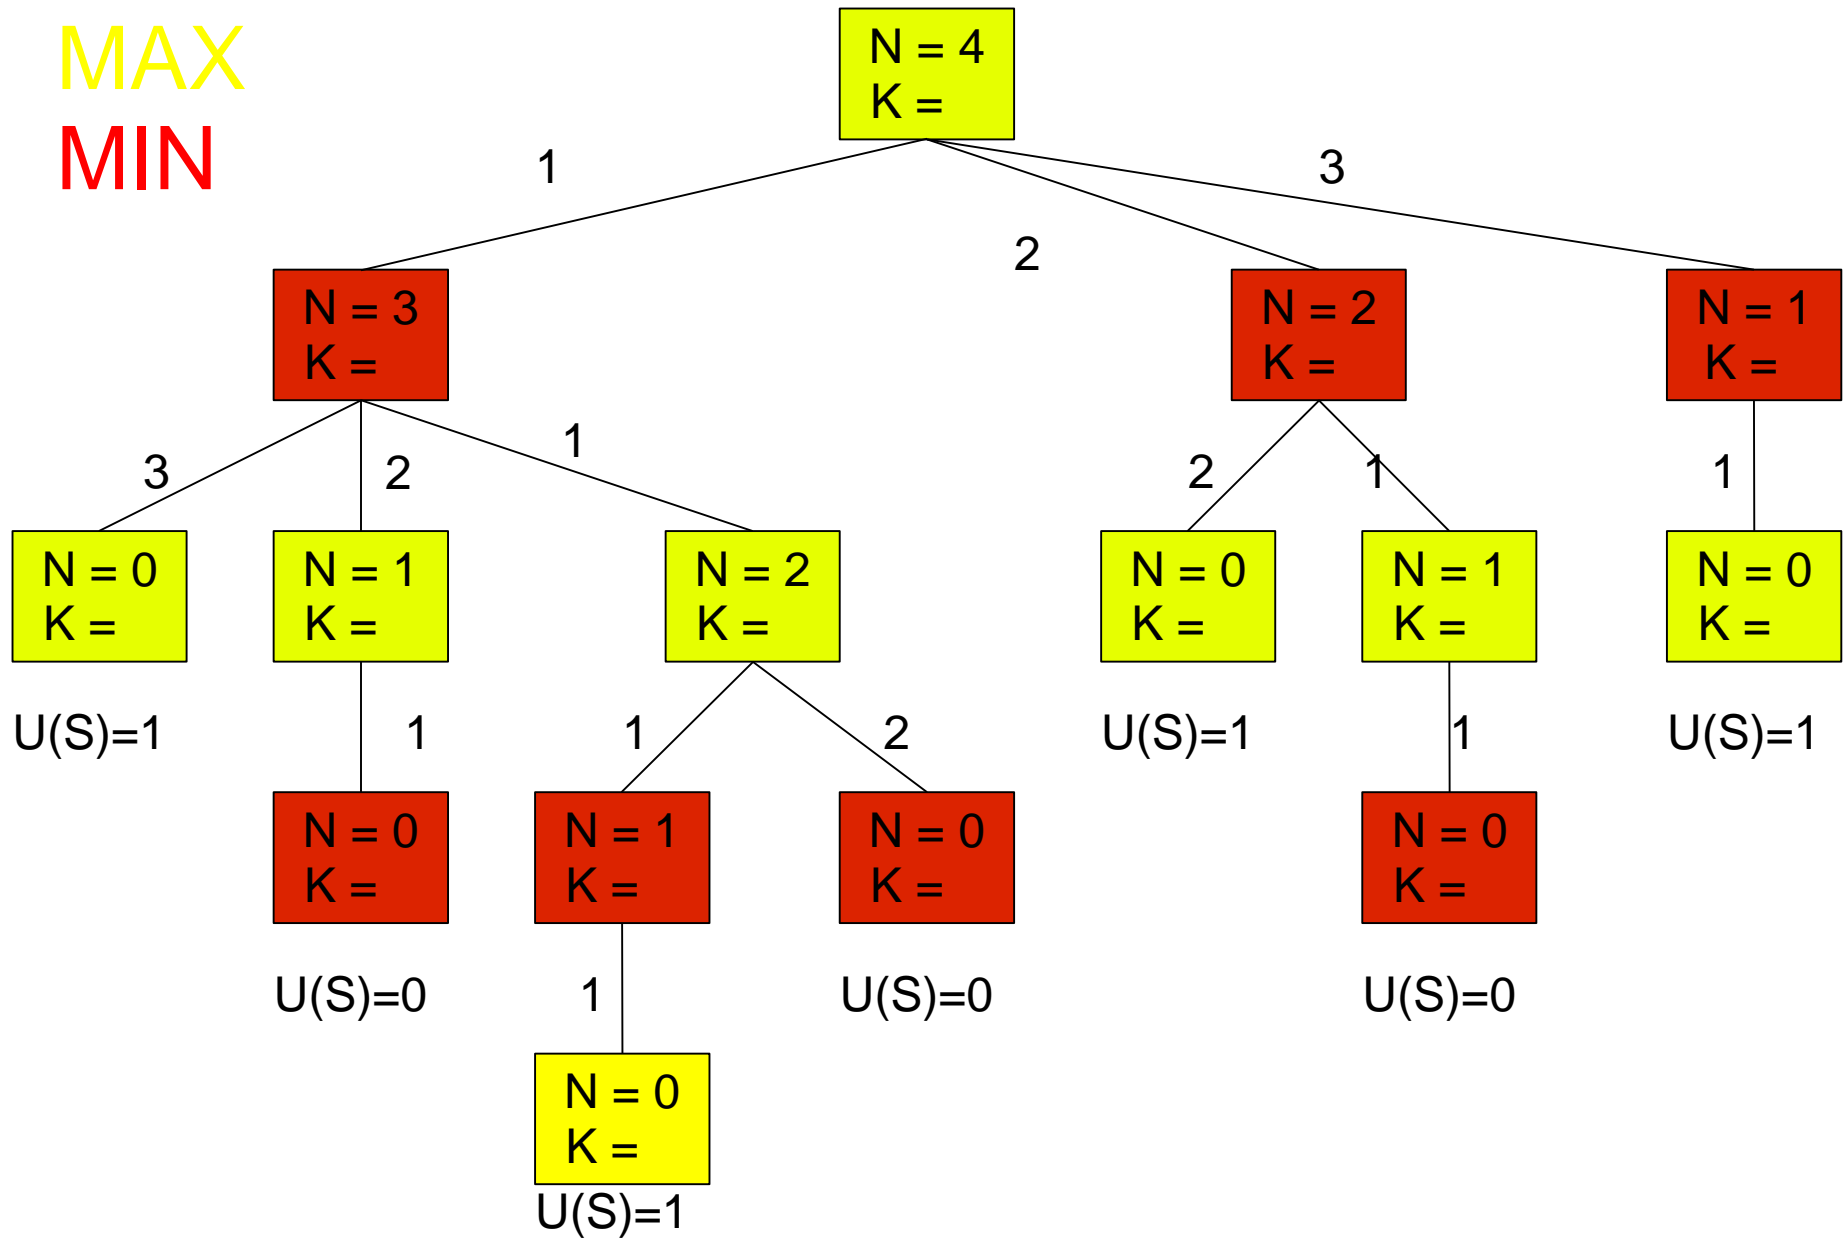 MAX
MIN
N = 4
K =
1
3
2
N = 3
K =
N = 2
K =
N = 1
K =
3
2
1
2
1
1
N = 0
K =
N = 1
K =
N = 2
K =
N = 0
K =
N = 1
K =
N = 0
K =
U(S)=1
1
1
2
U(S)=1
1
U(S)=1
N = 0
K =
N = 1
K =
N = 0
K =
N = 0
K =
U(S)=0
1
U(S)=0
U(S)=0
N = 0
K =
U(S)=1